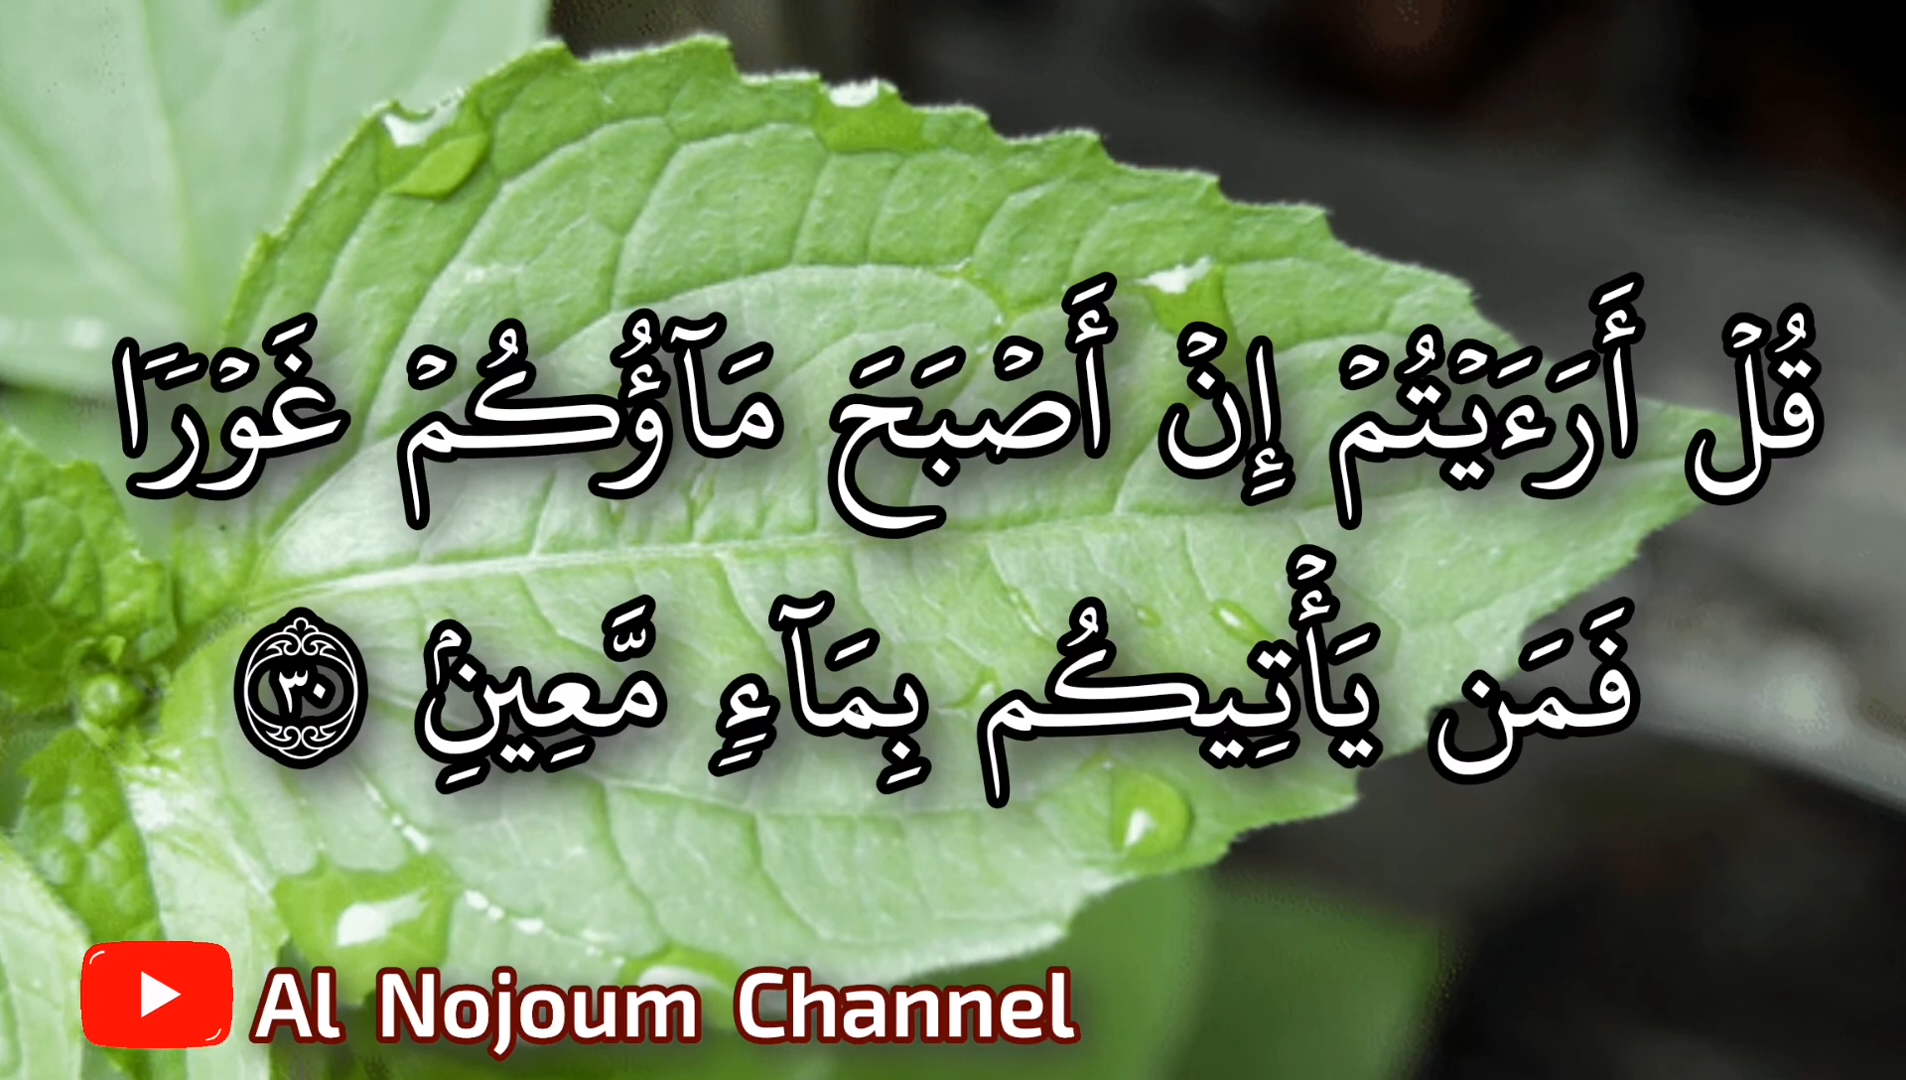 قُلۡ أَرَءَيۡتُمۡ إِنۡ أَصۡبَحَ مَآؤُكُمۡ غَوۡرٗا
فَمَن يَأۡتِيكُم بِمَآءٖ مَّعِينِۭ ٣٠
Al Nojoum Channel